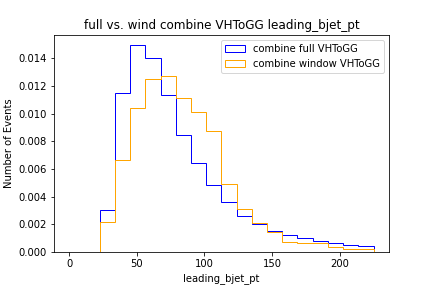 full vs. wind combine VHToGG leading_bjet_pt
combine full VHToGG
combine window VHToGG
Number of Events
0.014
0.012
0.010
0.008
0.006
0.004
0.002
0.000
0 50 100 150 200
leading_bjet_pt